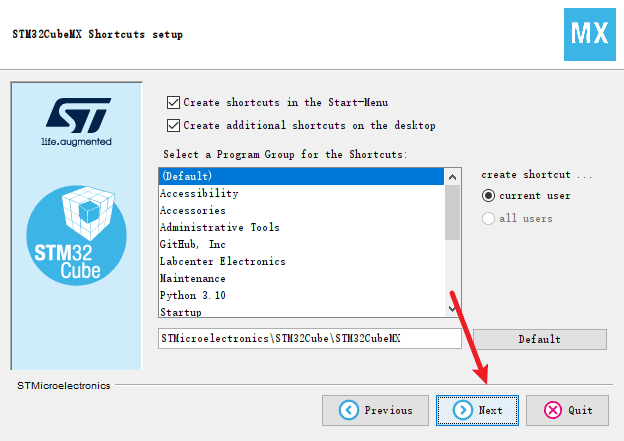 STM32CubeMX Shortcuts setup
MX
ST
life.augmented
STM32
Cube
Create shortcuts in the Start-Menu
Create additional shortcuts on the desktop
Select a Program Group for the Shortcuts:
(Default)
Accessibility
Accessories
Administrative Tools
GitHub, Inc
Labcenter Electronics
Maintenance
Python 3.10
Startup
create shortcut ...
current user
all users
STMicroelectronics\STM32Cube\STM32CubeMX
Default
STMicroelectronics
Previous
Next
Quit